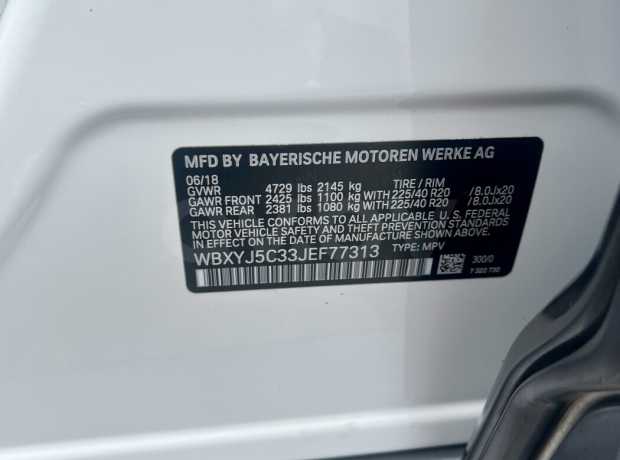 MFD BY BAYERISCHE MOTOREN WERKE AG
06/18
GVWR 4729 lbs 2145 kg TIRE / RIM
GAWR FRONT 2425 lbs 1100 kg WITH 225/40 R20 /8.0Jx20
GAWR REAR 2381 lbs 1080 kg WITH 225/40 R20 /8.0Jx20
THIS VEHICLE CONFORMS TO ALL APPLICABLE U. S. FEDERAL
MOTOR VEHICLE SAFETY AND THEFT PREVENTION STANDARDS
IN EFFECT ON THE DATE OF MANUFACTURE SHOWN ABOVE.
WBXYJ5C33JEF77313 TYPE: MPV
300/0
7 322 730